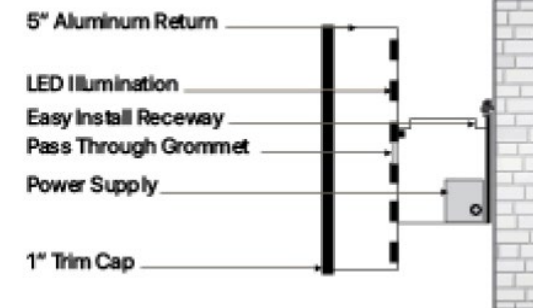 5” Aluminum Return
LED Illumination
Easy Install Receway
Pass Through Grommet
Power Supply
1” Trim Cap